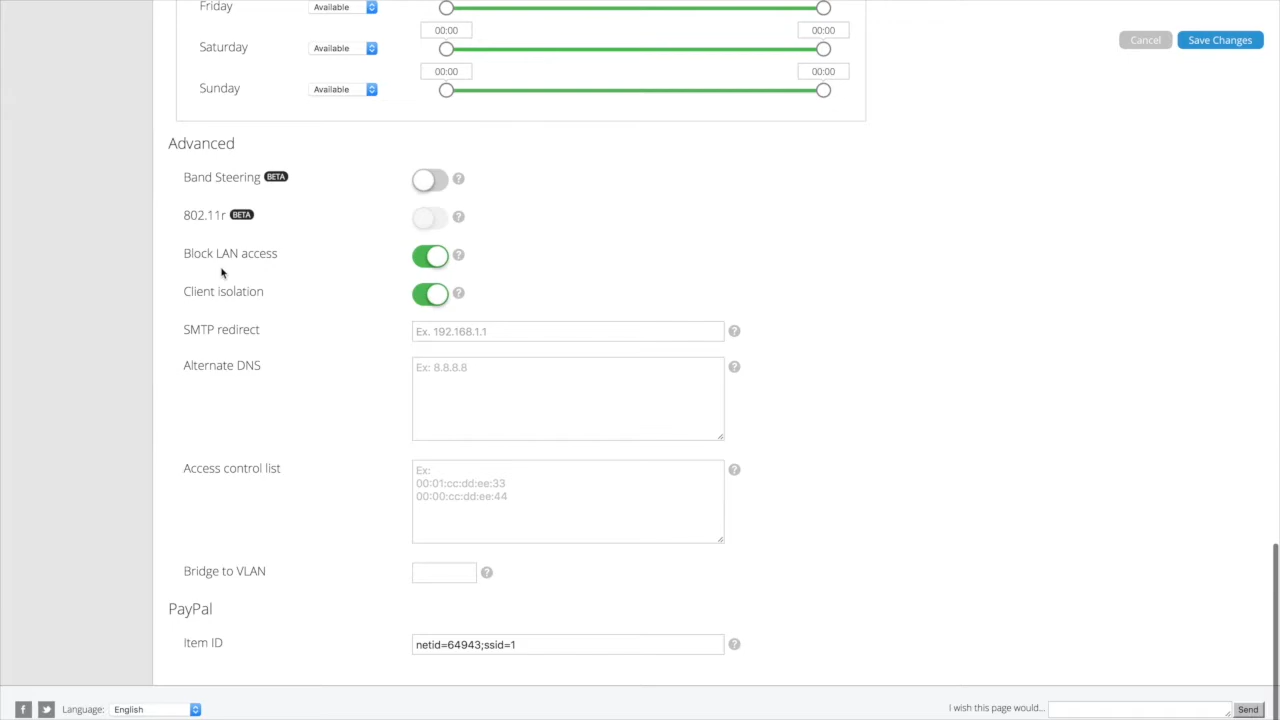 Friday Available
00:00 00:00
Saturday Available
00:00 00:00
Sunday Available
Cancel Save Changes
Advanced
Band Steering BETA ?
802.11r BETA ?
Block LAN access ?
Client isolation ?
SMTP redirect Ex. 192.168.1.1 ?
Alternate DNS Ex: 8.8.8.8 ?
Access control list Ex: ?
00:01:cc:dd:ee:33
00:00:cc:dd:ee:44
Bridge to VLAN ?
PayPal
Item ID netid=64943;ssid=1 ?
f Language: English I wish this page would... Send